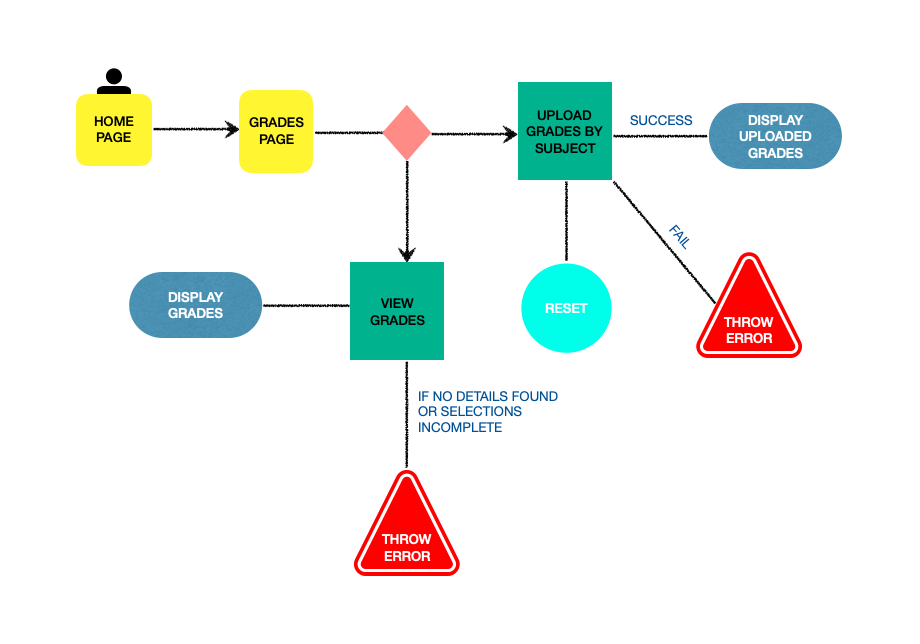 HOME
PAGE
GRADES
PAGE
UPLOAD
GRADES BY
SUBJECT
SUCCESS
DISPLAY
UPLOADED
GRADES
FAIL
DISPLAY
GRADES
VIEW
GRADES
RESET
THROW
ERROR
IF NO DETAILS FOUND
OR SELECTIONS
INCOMPLETE
THROW
ERROR